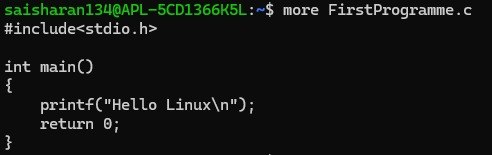 saisharan134@APL-5CD1366K5L:~$ more FirstProgramme.c
#include<stdio.h>
int main()
{
    printf("Hello Linux\n");
    return 0;
}